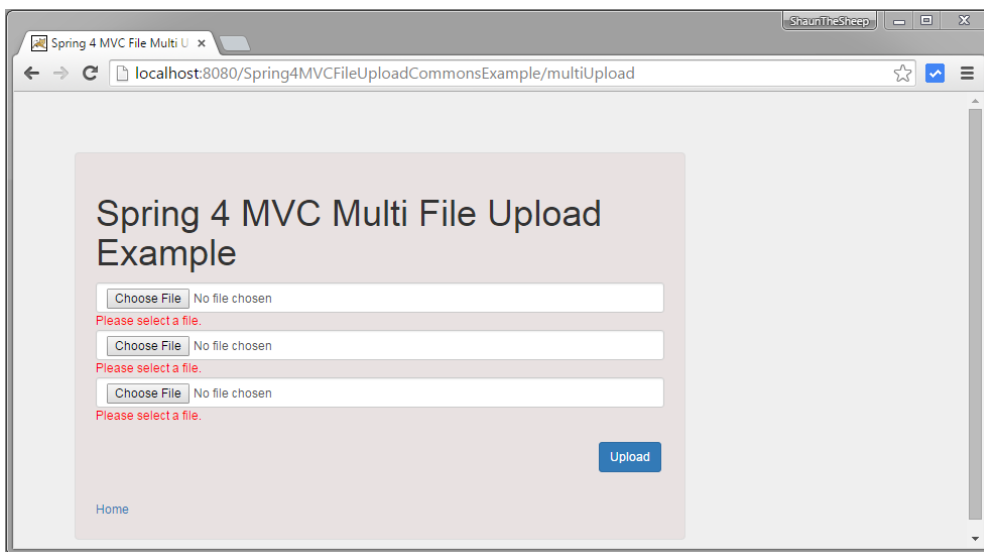 ShaunTheSheep
Spring 4 MVC File Multi U
localhost:8080/Spring4MVCFileUploadCommonsExample/multiUpload
Spring 4 MVC Multi File Upload
Example
Choose File No file chosen
Please select a file.
Choose File No file chosen
Please select a file.
Choose File No file chosen
Please select a file.
Upload
Home